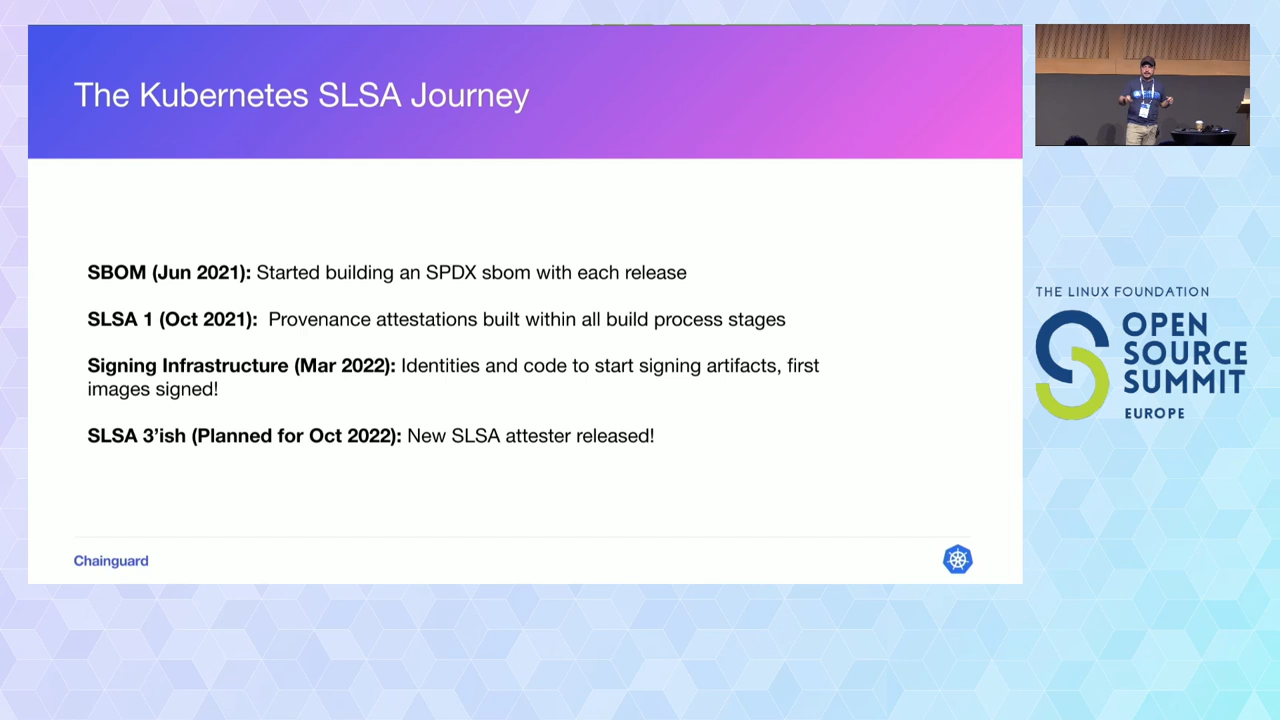 The Kubernetes SLSA Journey
SBOM (Jun 2021): Started building an SPDX sbom with each release
SLSA 1 (Oct 2021):  Provenance attestations built within all build process stages
Signing Infrastructure (Mar 2022): Identities and code to start signing artifacts, first
images signed!
SLSA 3’ish (Planned for Oct 2022): New SLSA attester released!
Chainguard
THE LINUX FOUNDATION
OPEN
SOURCE
SUMMIT
EUROPE